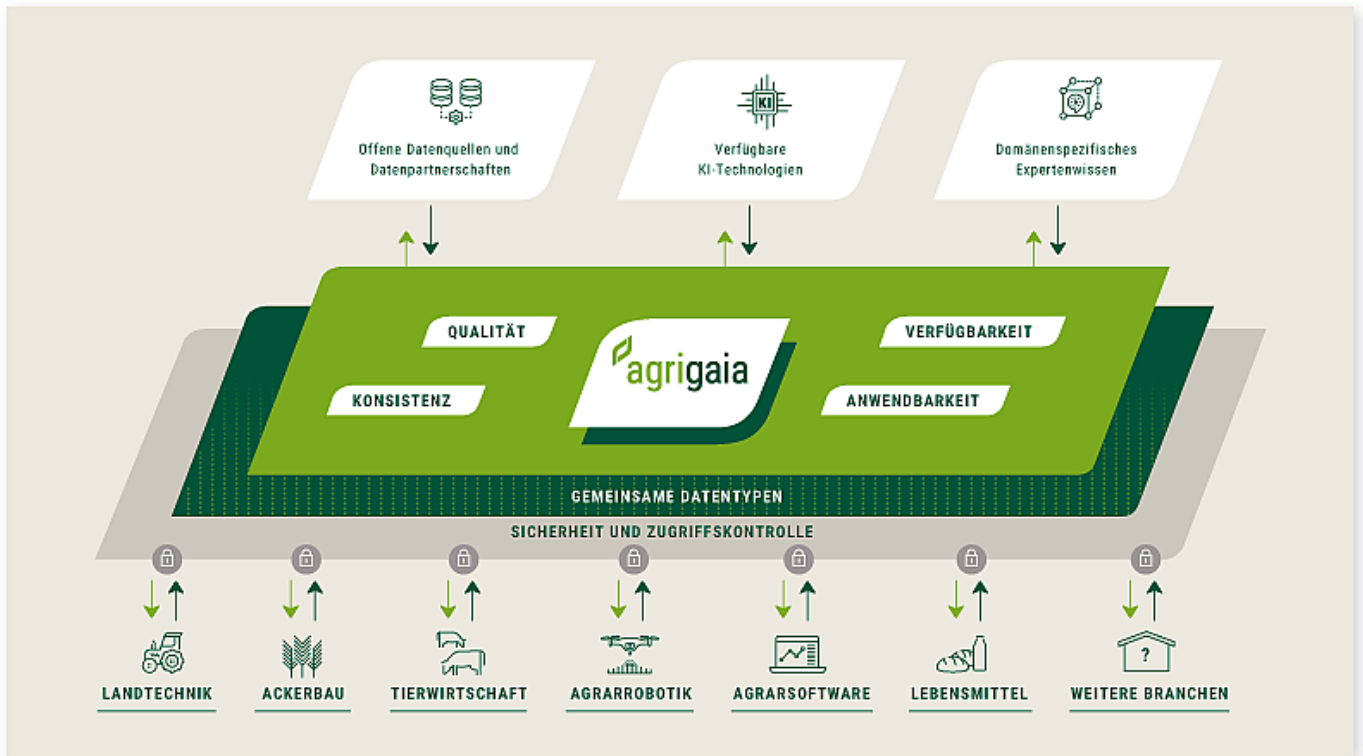 Offene Datenquellen und
Datenpartnerschaften
KI
Verfügbare
KI-Technologien
Domänenspezifisches
Expertenwissen
QUALITÄT
agrigaia
VERFÜGBARKEIT
KONSISTENZ
ANWENDBARKEIT
GEMEINSAME DATENTYPEN
SICHERHEIT UND ZUGRIFFSKONTROLLE
?
LANDTECHNIK
ACKERBAU
TIERWIRTSCHAFT
AGRARROBOTIK
AGRARSOFTWARE
LEBENSMITTEL
WEITERE BRANCHEN